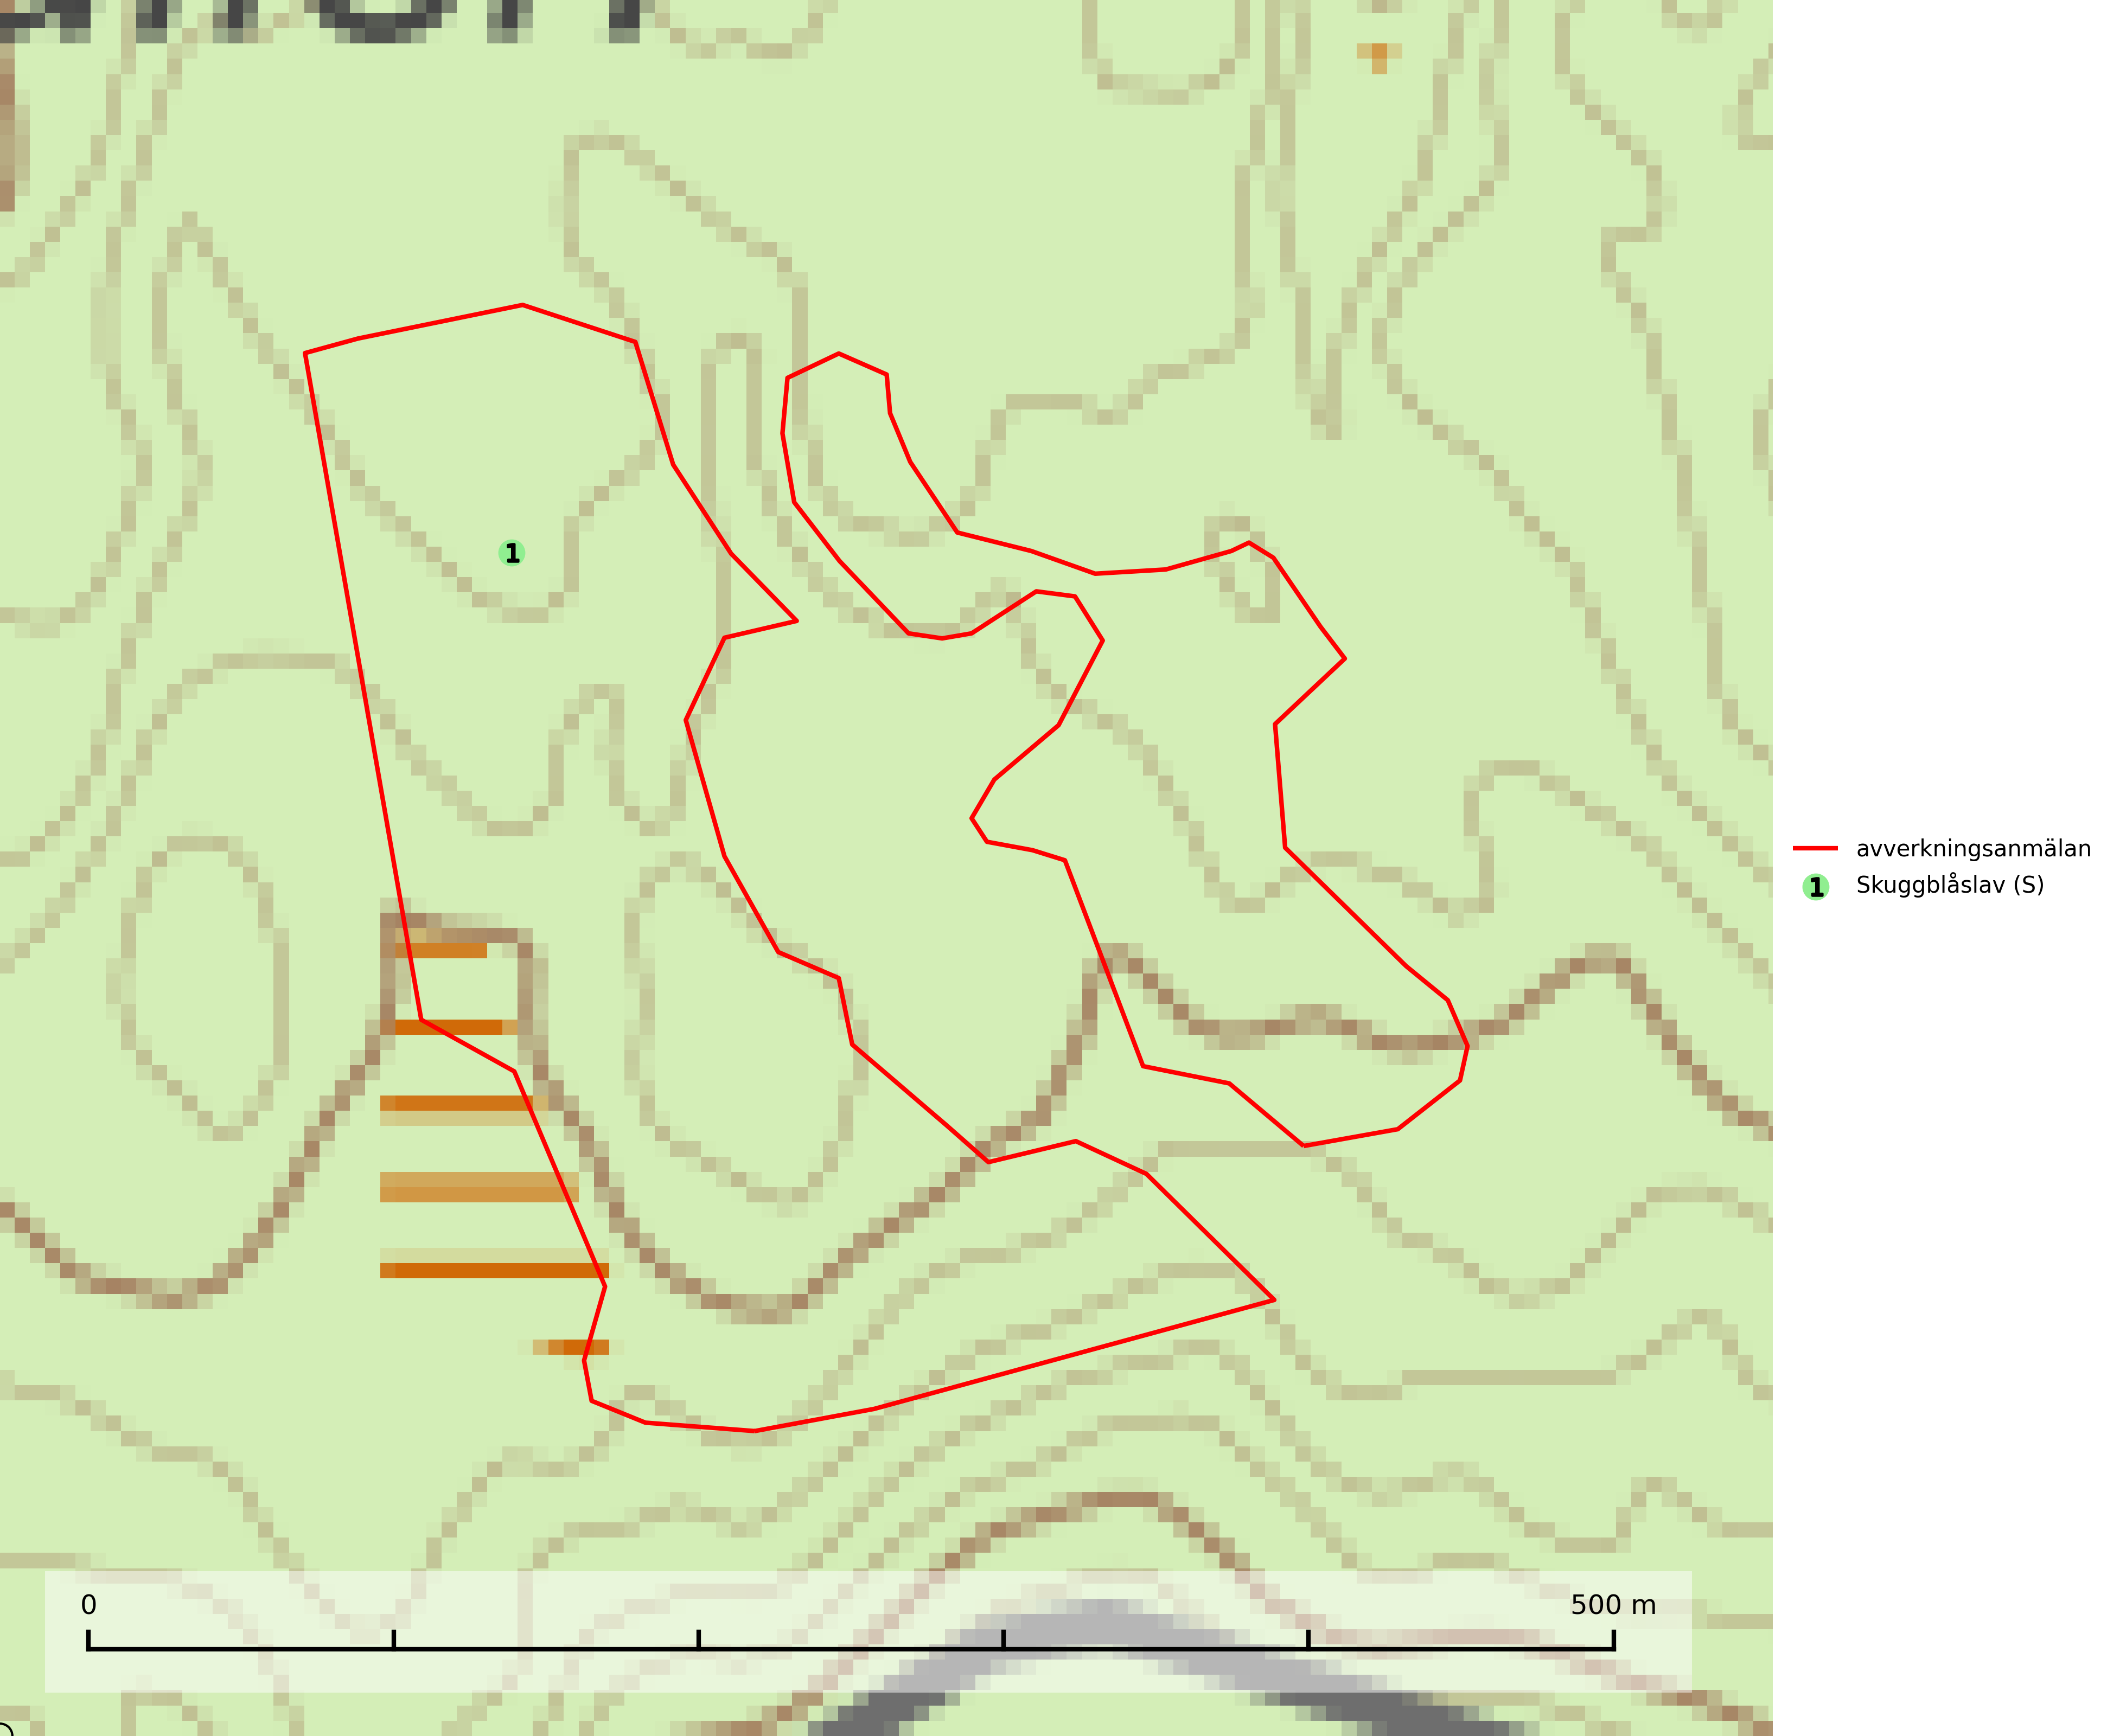 1
avverkningsanmälan
1 Skuggblåslav (S)
0 500 m